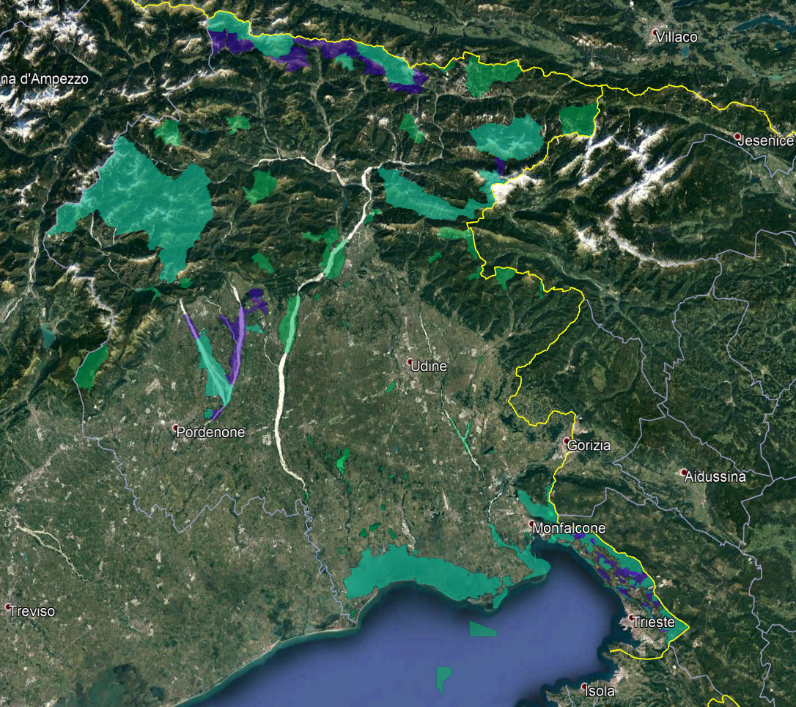 Villaco
na d'Ampezzo
Jesenice
Udine
Pordenone
Gorizia
Aidussina
Monfalcone
Treviso
Trieste
Isola